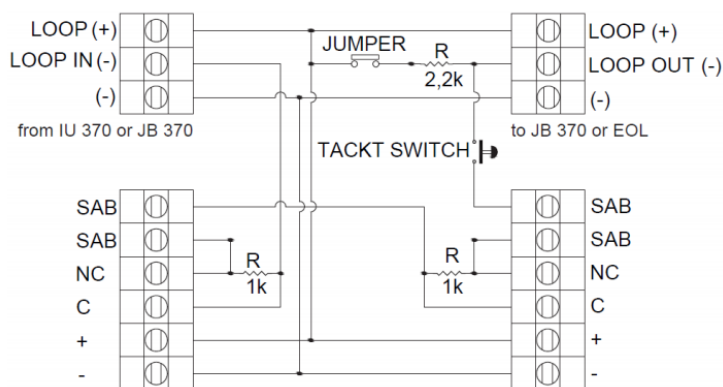 LOOP (+)
LOOP IN (-)
(-)
from IU 370 or JB 370
JUMPER
R
2,2k
LOOP (+)
LOOP OUT (-)
(-)
to JB 370 or EOL
TACKT SWITCH
SAB
SAB
NC
C
+
-
R
1k
R
1k
SAB
SAB
NC
C
+
-